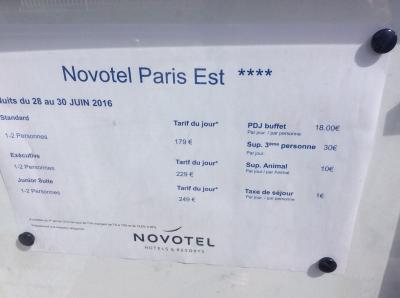 Novotel Paris Est ****
uits du 28 au 30 JUIN 2016
Standard
Tarif du jour*
1-2 Personnes
179 €
Exécutive
Tarif du jour*
1-2 Personnes
229 €
Junior Suite
Tarif du jour*
1-2 Personnes
249 €
PDJ buffet 18.00€
Par jour / par personne
Sup. 3ème personne 30€
Par jour
Sup. Animal 10€
Par jour / par Animal
Taxe de séjour 1€
Par jour / par personne
NOVOTEL
HOTELS & RESORTS